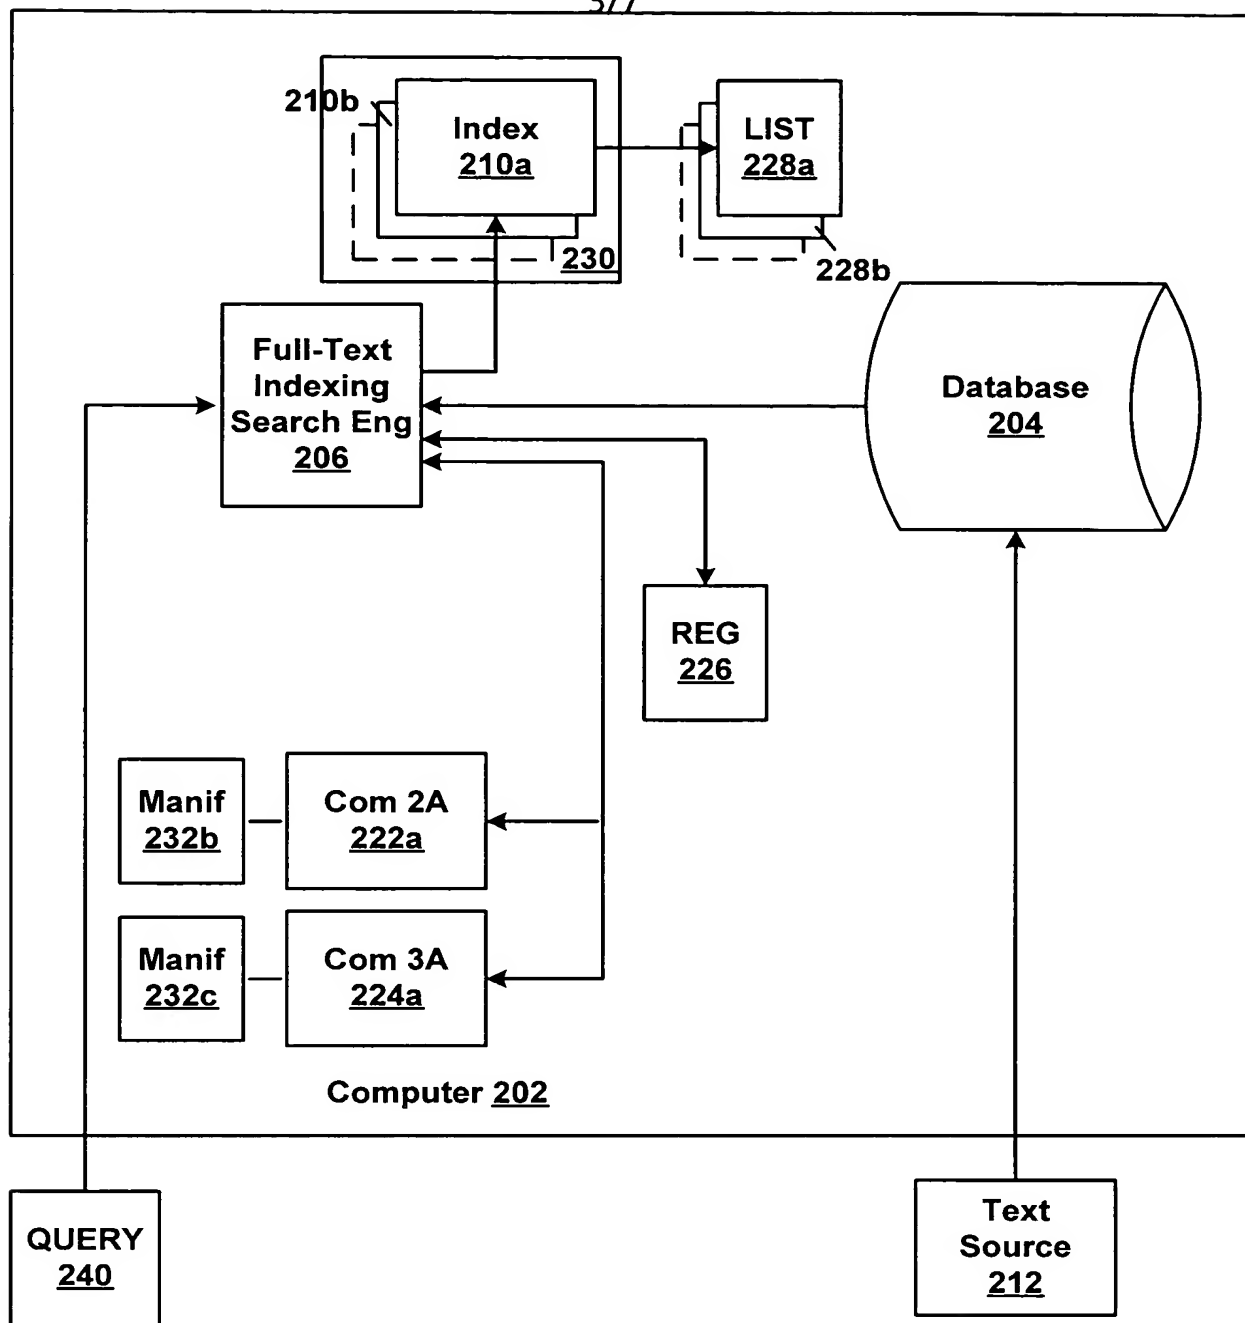 210b
Index
210a
LIST
228a
230
228b
Full-Text
Indexing
Search Eng
206
Database
204
REG
226
Manif
232b
Com 2A
222a
Manif
232c
Com 3A
224a
Computer 202
QUERY
240
Text
Source
212